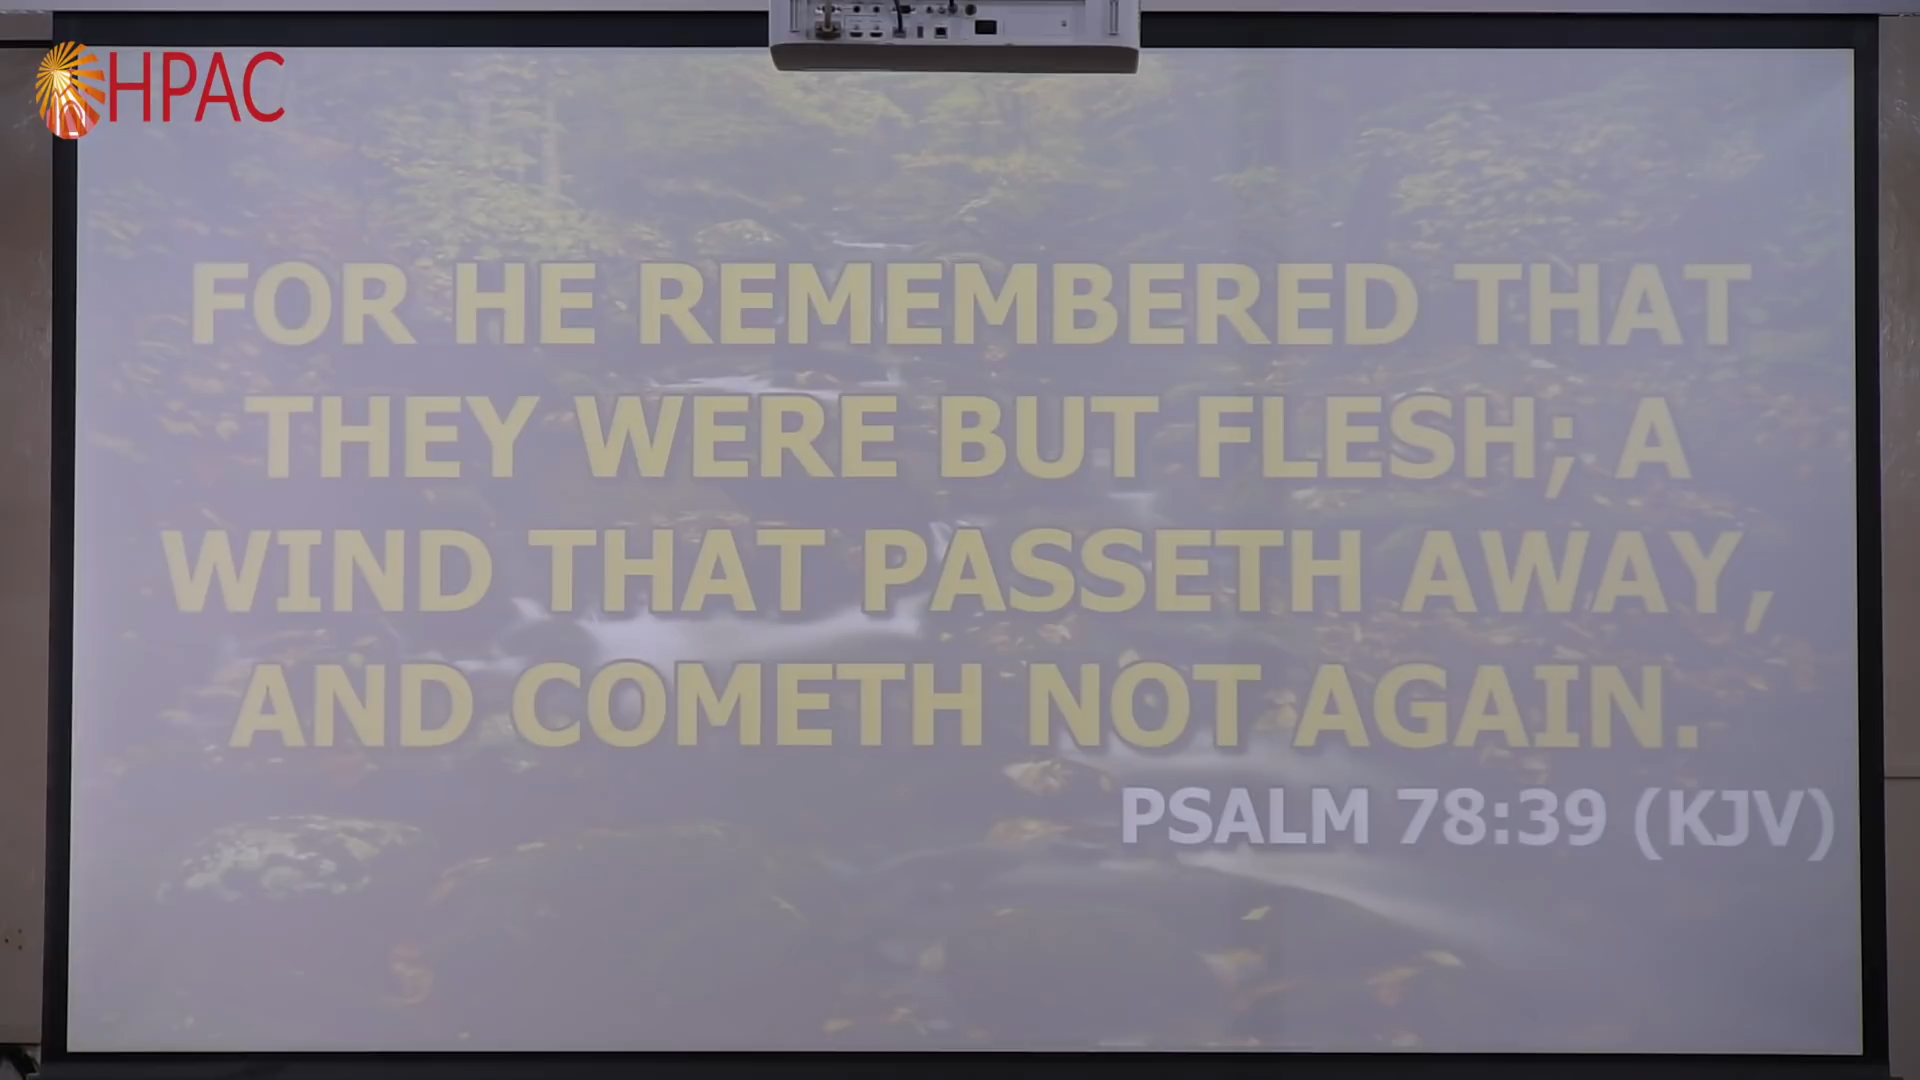 HPAC
FOR HE REMEMBERED THAT
THEY WERE BUT FLESH; A
WIND THAT PASSETH AWAY,
AND COMETH NOT AGAIN.
PSALM 78:39 (KJV)